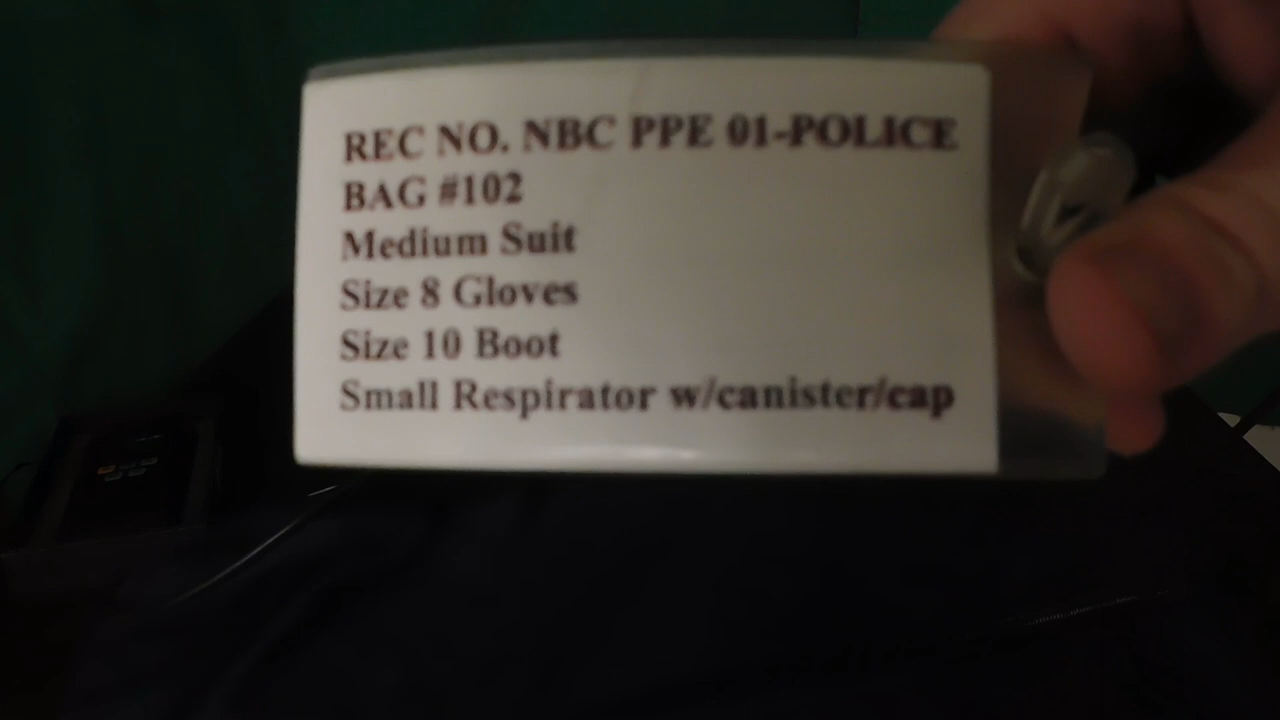 REC NO. NBC PPE 01-POLICE
BAG #102
Medium Suit
Size 8 Gloves
Size 10 Boot
Small Respirator w/canister/cap